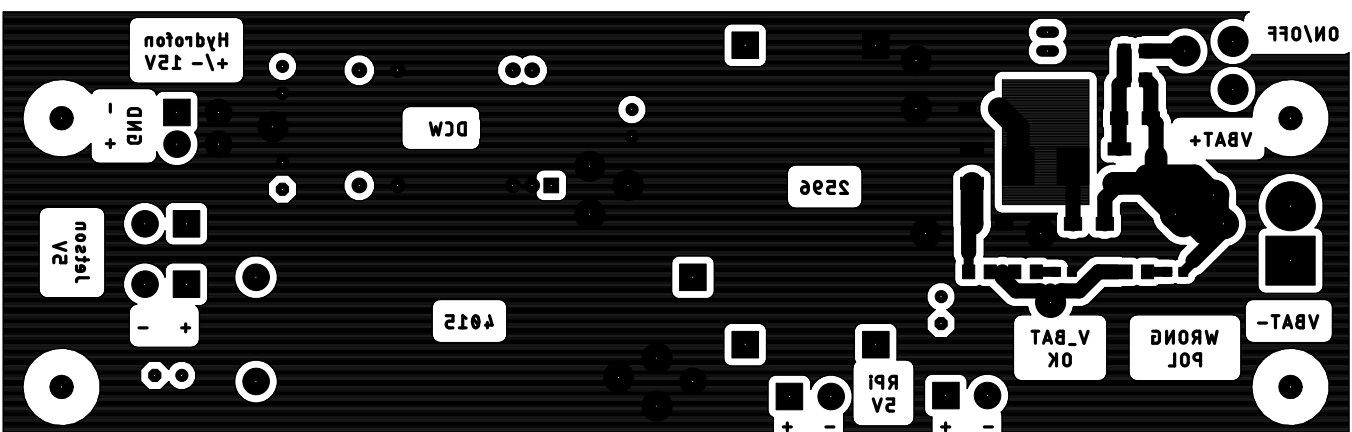 ON/OFF
Hydrofon
+/- 15V
-
+
GND
DCW
VBAT+
2596
5V
Jetson
4015
VBAT-
- +
V_BAT
OK
WRONG
POL
RPi
5V
+ -
+ -